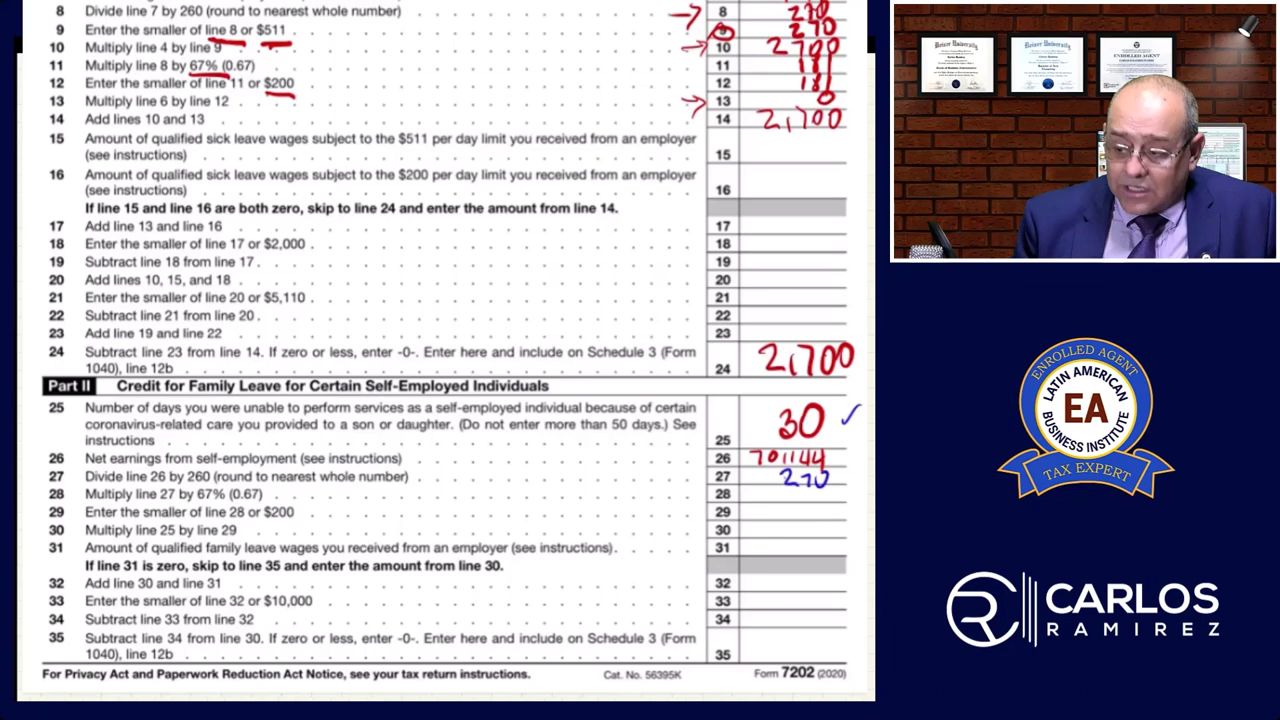 8 Divide line 7 by 260 (round to nearest whole number) 8 270
9 Enter the smaller of line 8 or $511 9 270
10 Multiply line 4 by line 9 10 2700
11 Multiply line 8 by 67% (0.67) 11 181
12 Enter the smaller of line 11 or $200 12 181
13 Multiply line 6 by line 12 13 0
14 Add lines 10 and 13 14 2,700
15 Amount of qualified sick leave wages subject to the $511 per day limit you received from an employer
(see instructions) 15
16 Amount of qualified sick leave wages subject to the $200 per day limit you received from an employer
(see instructions) 16
If line 15 and line 16 are both zero, skip to line 24 and enter the amount from line 14.
17 Add line 13 and line 16 17
18 Enter the smaller of line 17 or $2,000 18
19 Subtract line 18 from line 17 19
20 Add lines 10, 15, and 18 20
21 Enter the smaller of line 20 or $5,110 21
22 Subtract line 21 from line 20 22
23 Add line 19 and line 22 23
24 Subtract line 23 from line 14. If zero or less, enter -0-. Enter here and include on Schedule 3 (Form
1040), line 12b 24 2,700
Part II Credit for Family Leave for Certain Self-Employed Individuals
25 Number of days you were unable to perform services as a self-employed individual because of certain
coronavirus-related care you provided to a son or daughter. (Do not enter more than 50 days.) See
instructions 25 30
26 Net earnings from self-employment (see instructions) 26 70,144
27 Divide line 26 by 260 (round to nearest whole number) 27 270
28 Multiply line 27 by 67% (0.67) 28
29 Enter the smaller of line 28 or $200 29
30 Multiply line 25 by line 29 30
31 Amount of qualified family leave wages you received from an employer (see instructions). 31
If line 31 is zero, skip to line 35 and enter the amount from line 30.
32 Add line 30 and line 31 32
33 Enter the smaller of line 32 or $10,000 33
34 Subtract line 33 from line 32 34
35 Subtract line 34 from line 30. If zero or less, enter -0-. Enter here and include on Schedule 3 (Form
1040), line 12b 35
For Privacy Act and Paperwork Reduction Act Notice, see your tax return instructions. Cat. No. 56395K Form 7202 (2020)
ENROLLED AGENT
ENROLLED AGENT
LATIN AMERICAN
EA
BUSINESS INSTITUTE
TAX EXPERT
CARLOS
RAMIREZ